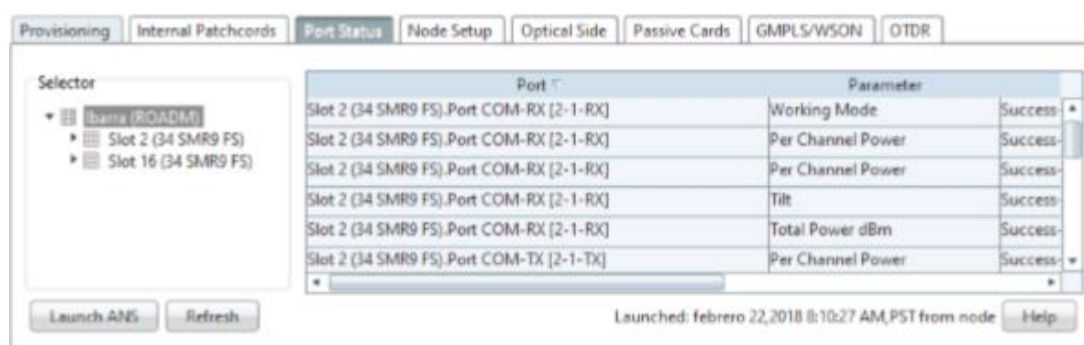 Provisioning Internal Patchcords Port Status Node Setup Optical Side Passive Cards GMPLS/WSON OTDR
Selector
Ibarra (ROADM)
Slot 2 (34 SMR9 FS)
Slot 16 (34 SMR9 FS)
Port Parameter
Slot 2 (34 SMR9 FS).Port COM-RX [2-1-RX] Working Mode Success-
Slot 2 (34 SMR9 FS).Port COM-RX [2-1-RX] Per Channel Power Success-
Slot 2 (34 SMR9 FS).Port COM-RX [2-1-RX] Per Channel Power Success-
Slot 2 (34 SMR9 FS).Port COM-RX [2-1-RX] Tilt Success-
Slot 2 (34 SMR9 FS).Port COM-RX [2-1-RX] Total Power dBm Success-
Slot 2 (34 SMR9 FS).Port COM-TX [2-1-TX] Per Channel Power Success-
Launch ANS Refresh Launched: febrero 22,2018 8:10:27 AM,PST from node Help